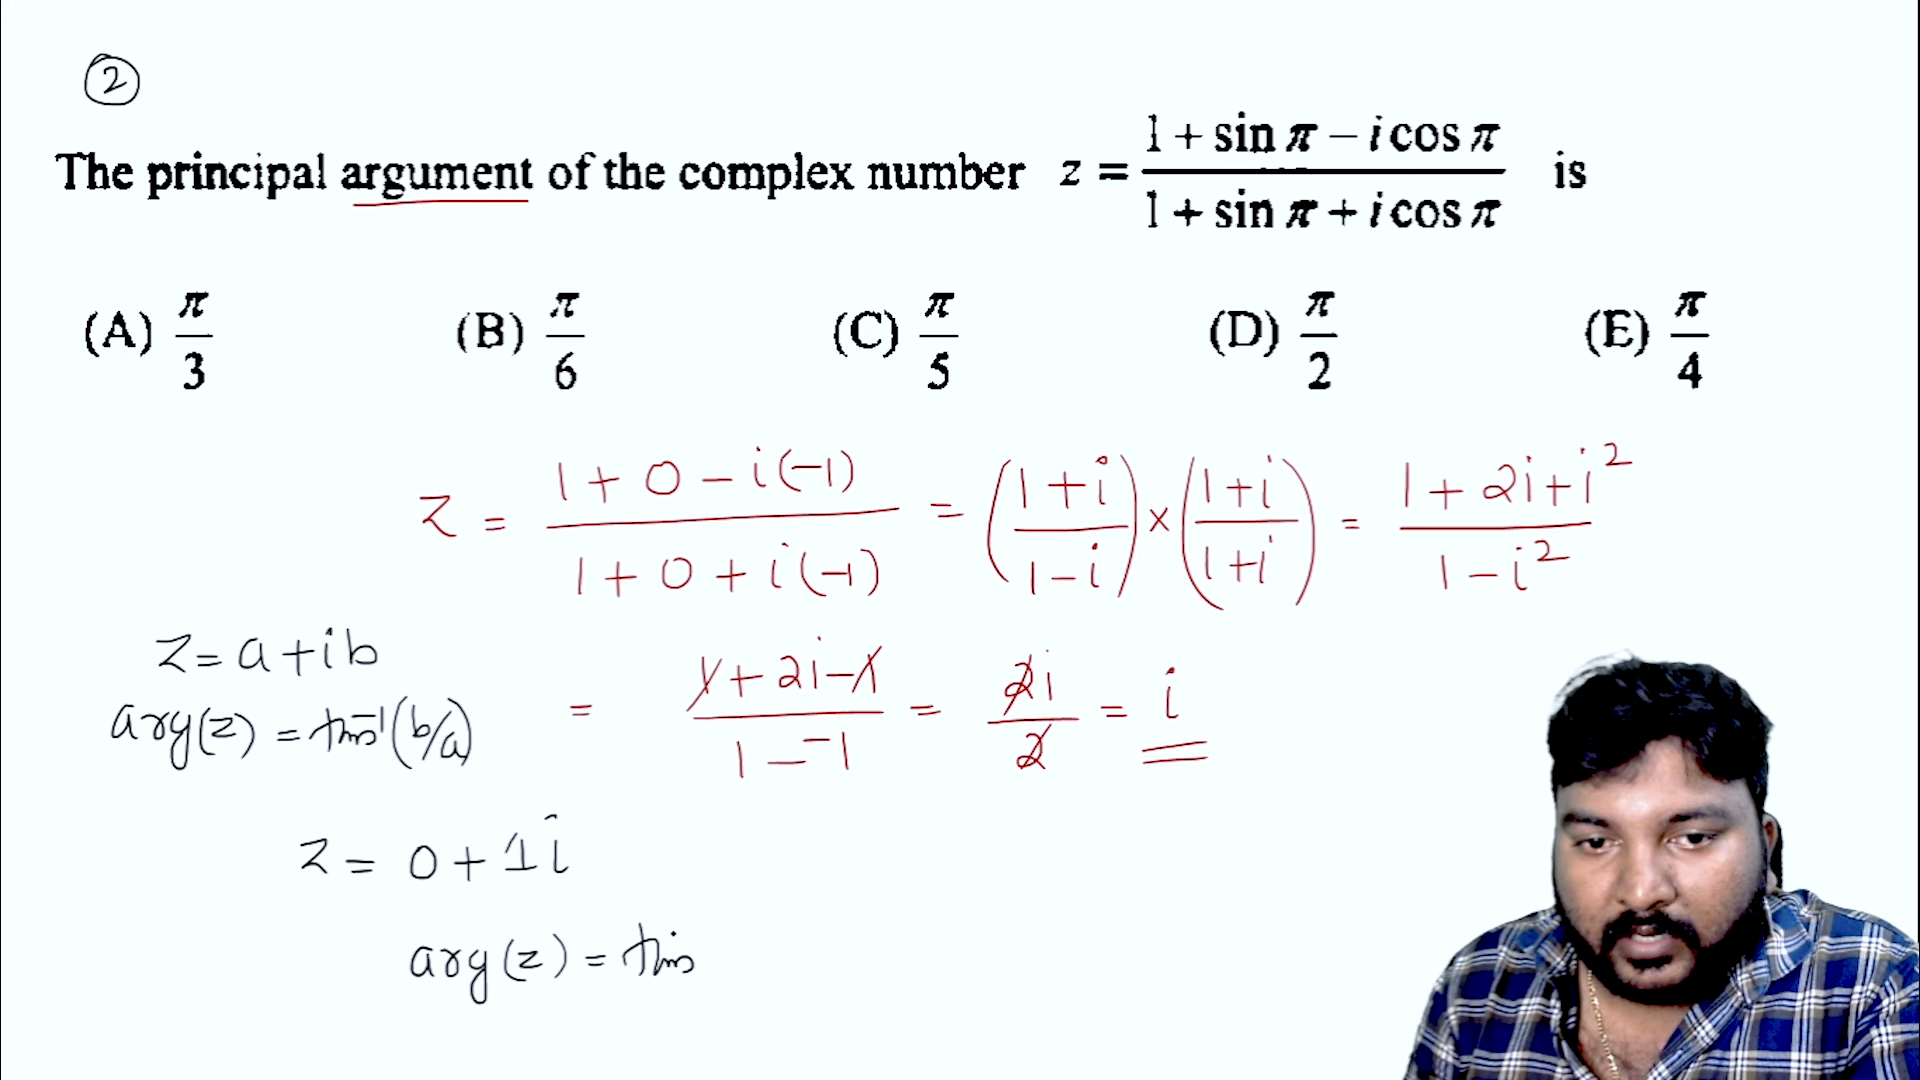 2
The principal argument of the complex number z = (1 + sin π − i cos π) / (1 + sin π + i cos π) is
(A) π/3 (B) π/6 (C) π/5 (D) π/2 (E) π/4
z = (1 + 0 − i(−1)) / (1 + 0 + i(−1)) = ((1 + i) / (1 − i)) × ((1 + i) / (1 + i)) = (1 + 2i + i²) / (1 − i²)
z = a + ib
arg(z) = tan⁻¹(b/a)
= (1 + 2i − 1) / (1 − −1) = 2i / 2 = i
z = 0 + 1i
arg(z) = tan